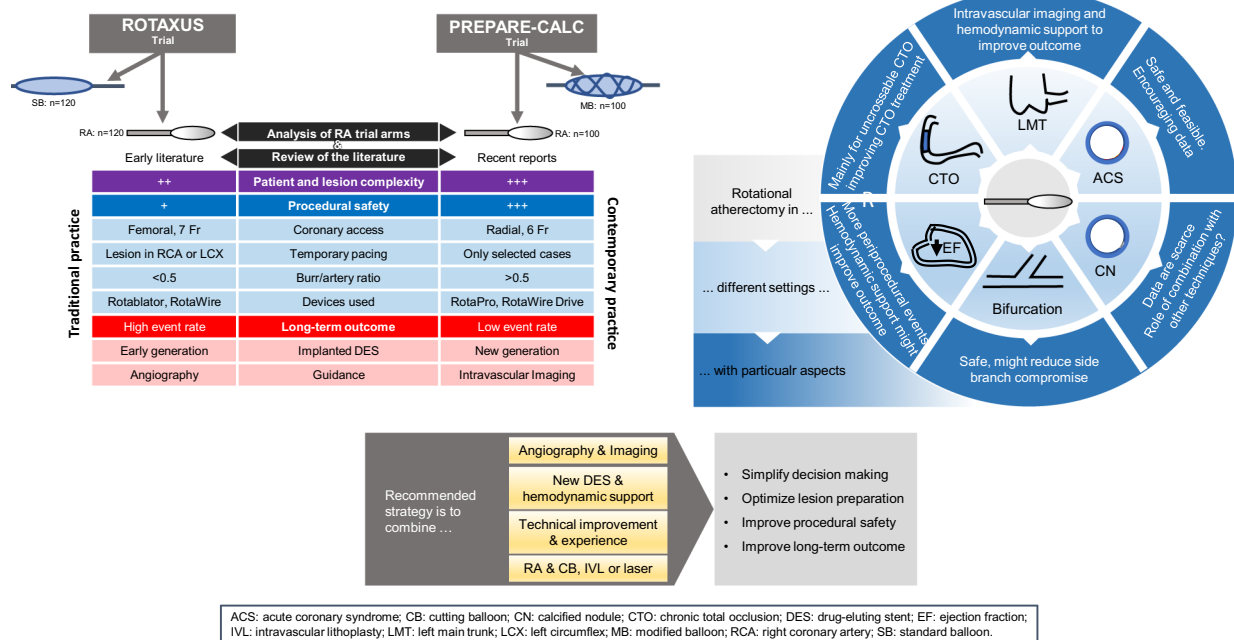 ROTAXUS
Trial
PREPARE-CALC
Trial
SB: n=120
MB: n=100
RA: n=120
Analysis of RA trial arms
RA: n=100
&
Early literature
Review of the literature
Recent reports
Traditional practice
Contemporary practice
++ Patient and lesion complexity +++
+ Procedural safety +++
Femoral, 7 Fr Coronary access Radial, 6 Fr
Lesion in RCA or LCX Temporary pacing Only selected cases
<0.5 Burr/artery ratio >0.5
Rotablator, RotaWire Devices used RotaPro, RotaWire Drive
High event rate Long-term outcome Low event rate
Early generation Implanted DES New generation
Angiography Guidance Intravascular Imaging
Rotational
atherectomy in ...
... different settings ...
... with particualr aspects
Intravascular imaging and
hemodynamic support to
improve outcome
Safe and feasible.
Encouraging data
Data are scarce
Role of combination with
other techniques?
Safe, might reduce side
branch compromise
More periprocedural events
Hemodynamic support might
improve outcome
Mainly for uncrossable CTO
improving CTO treatment
R
LMT
ACS
CN
Bifurcation
EF
CTO
Recommended
strategy is to
combine ...
Angiography & Imaging
New DES &
hemodynamic support
Technical improvement
& experience
RA & CB, IVL or laser
• Simplify decision making
• Optimize lesion preparation
• Improve procedural safety
• Improve long-term outcome
ACS: acute coronary syndrome; CB: cutting balloon; CN: calcified nodule; CTO: chronic total occlusion; DES: drug-eluting stent; EF: ejection fraction;
IVL: intravascular lithoplasty; LMT: left main trunk; LCX: left circumflex; MB: modified balloon; RCA: right coronary artery; SB: standard balloon.